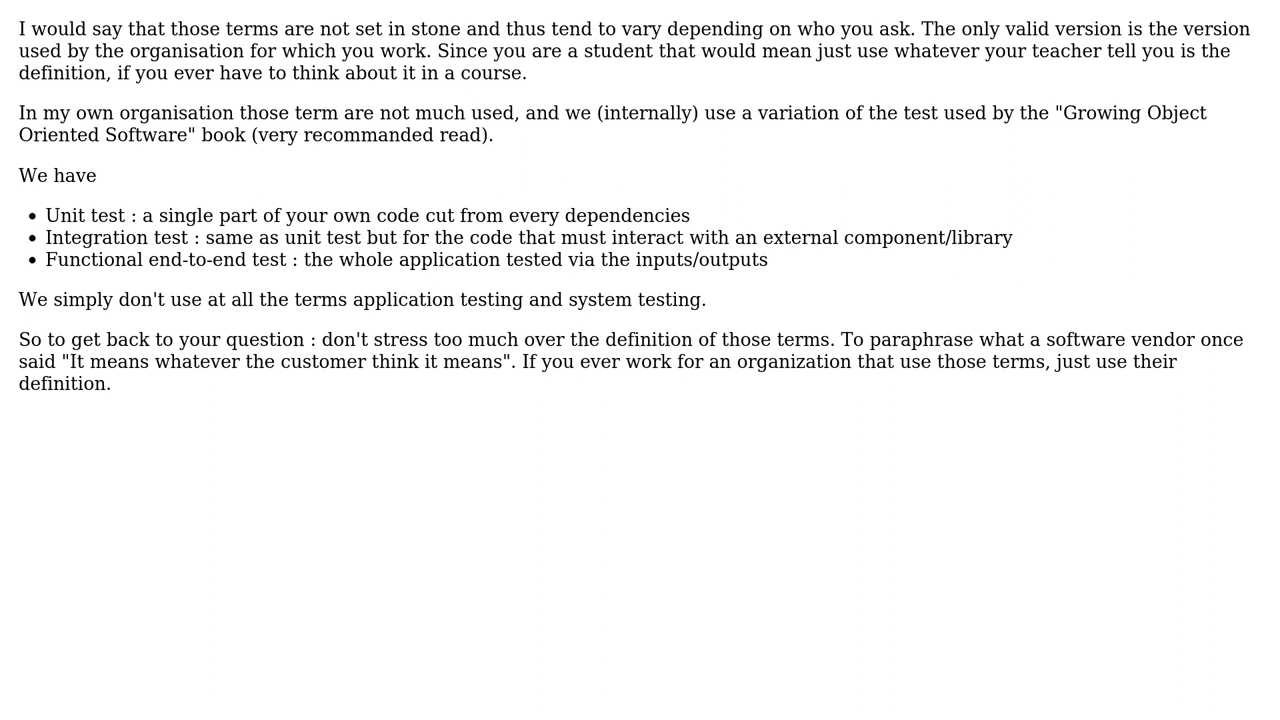 I would say that those terms are not set in stone and thus tend to vary depending on who you ask. The only valid version is the version
used by the organisation for which you work. Since you are a student that would mean just use whatever your teacher tell you is the
definition, if you ever have to think about it in a course.
In my own organisation those term are not much used, and we (internally) use a variation of the test used by the "Growing Object
Oriented Software" book (very recommanded read).
We have
• Unit test : a single part of your own code cut from every dependencies
• Integration test : same as unit test but for the code that must interact with an external component/library
• Functional end-to-end test : the whole application tested via the inputs/outputs
We simply don't use at all the terms application testing and system testing.
So to get back to your question : don't stress too much over the definition of those terms. To paraphrase what a software vendor once
said "It means whatever the customer think it means". If you ever work for an organization that use those terms, just use their
definition.